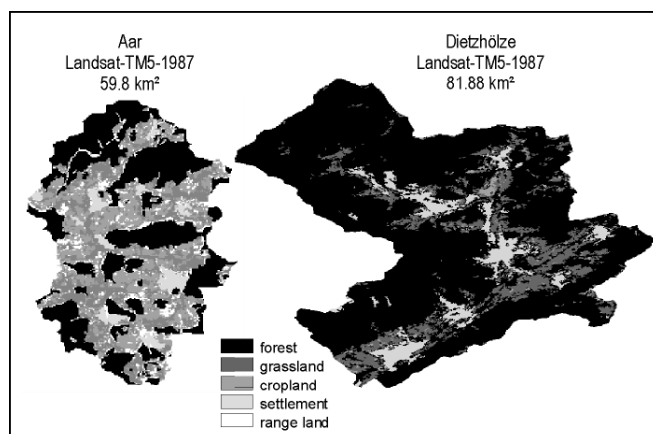 Aar
Landsat-TM5-1987
59.8 km²
Dietzhölze
Landsat-TM5-1987
81.88 km²
forest
grassland
cropland
settlement
range land